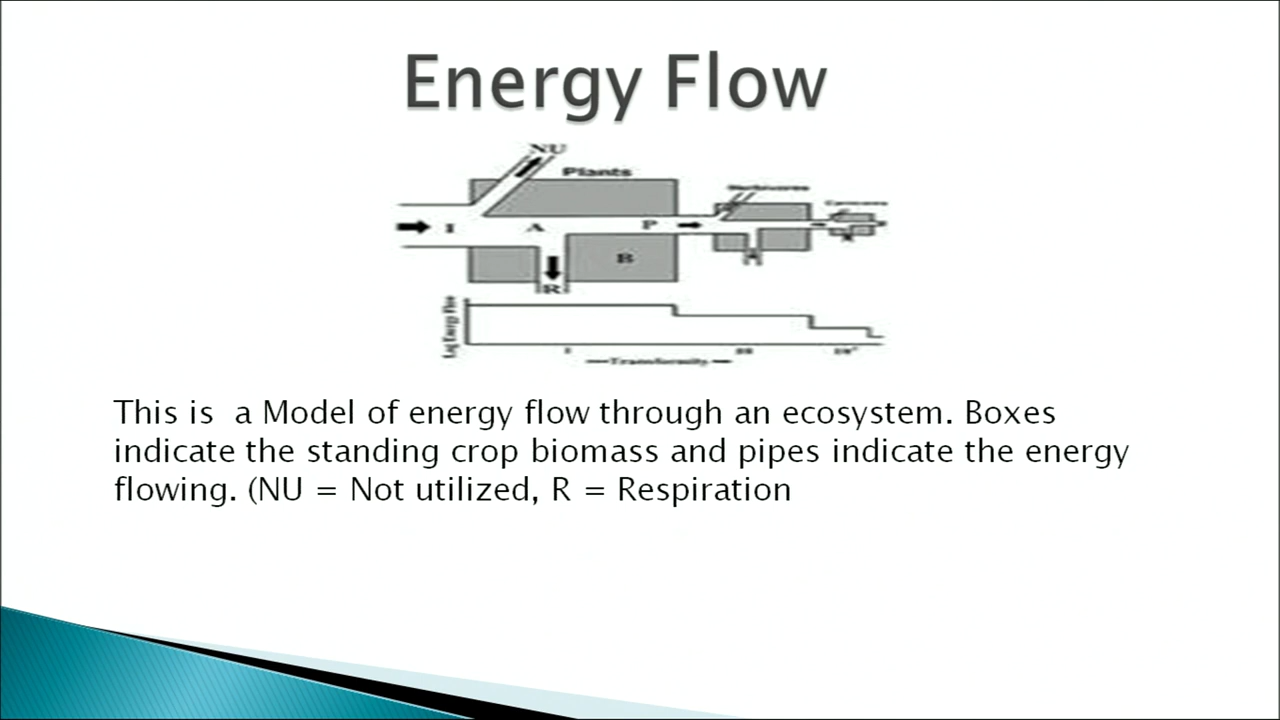 Energy Flow
NU
Plants
I
A
P
B
R
Transformity
This is  a Model of energy flow through an ecosystem. Boxes
indicate the standing crop biomass and pipes indicate the energy
flowing. (NU = Not utilized, R = Respiration